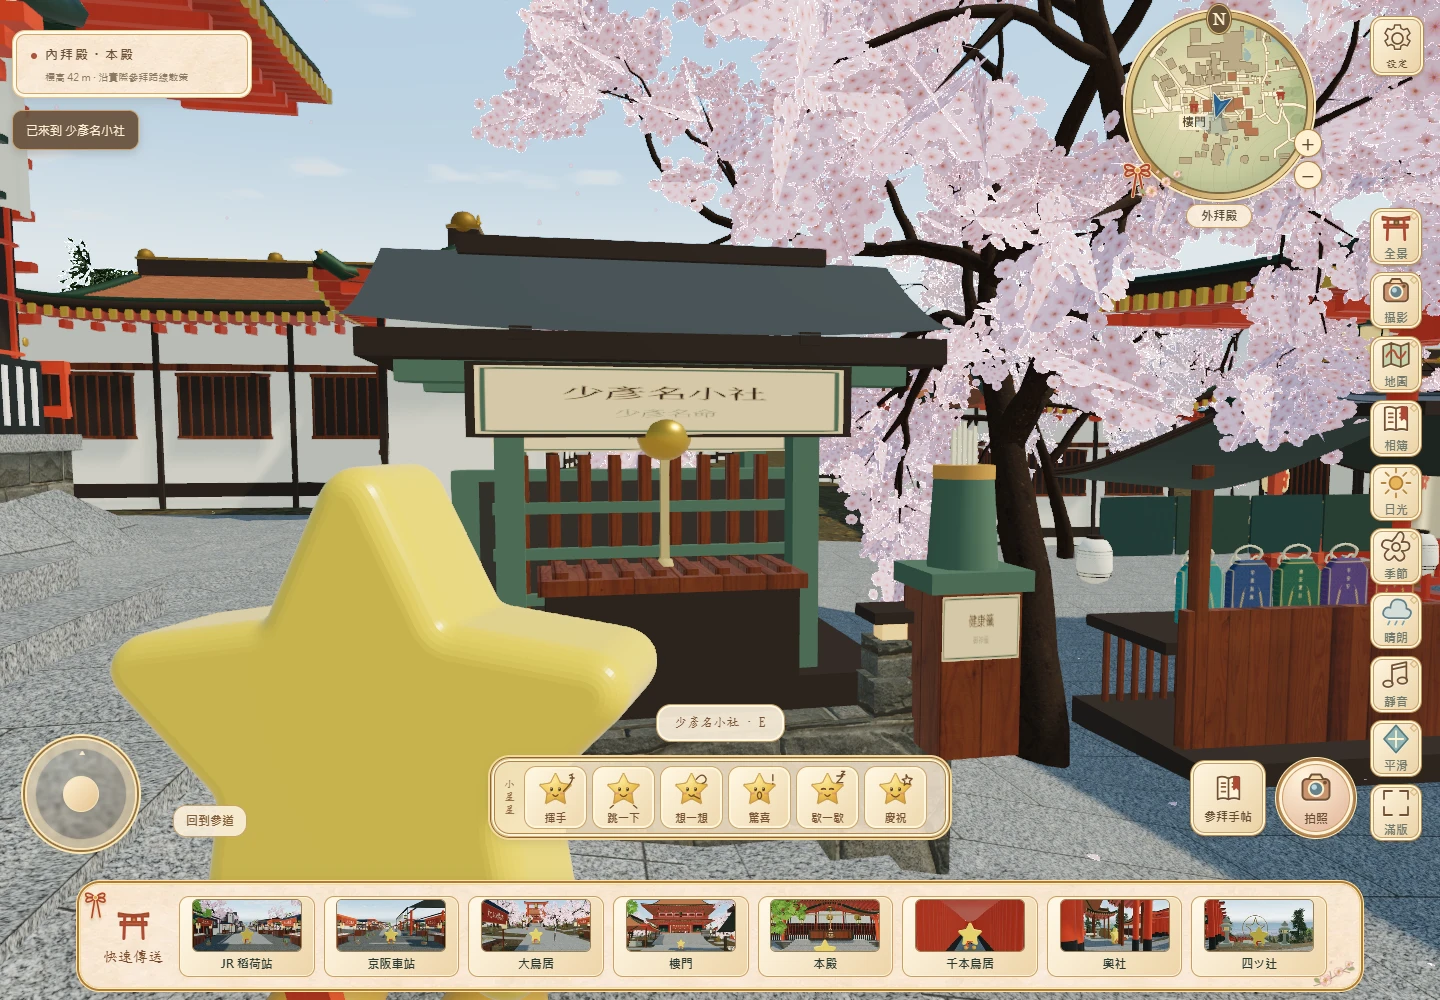 內拜殿・本殿
標高 42 m・沿實際參拜路線散策
已來到 少彥名小社
N
樓門
+
−
外拜殿
設定
全景
攝影
地圖
相簿
日光
季節
晴朗
靜音
平滑
滿版
少彥名小社
少彥名命
健康籤
少彥名小社 · E
小星星
揮手
跳一下
想一想
驚喜
歇一歇
慶祝
回到參道
參拜手帖
拍照
快速傳送
JR 稻荷站
京阪車站
大鳥居
樓門
本殿
千本鳥居
奧社
四ツ辻